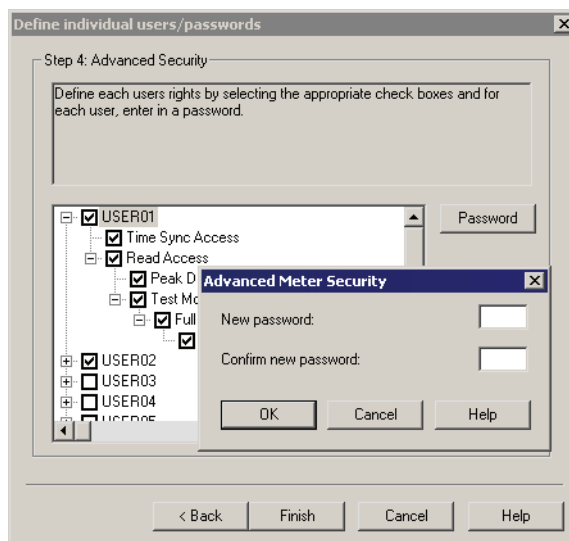 Define individual users/passwords
Step 4: Advanced Security
Define each users rights by selecting the appropriate check boxes and for
each user, enter in a password.
USER01
Password
Time Sync Access
Read Access
Peak D
Advanced Meter Security
Test Mo
New password:
Full
Confirm new password:
USER02
USER03
USER04
OK
Cancel
Help
USER05
< Back
Finish
Cancel
Help